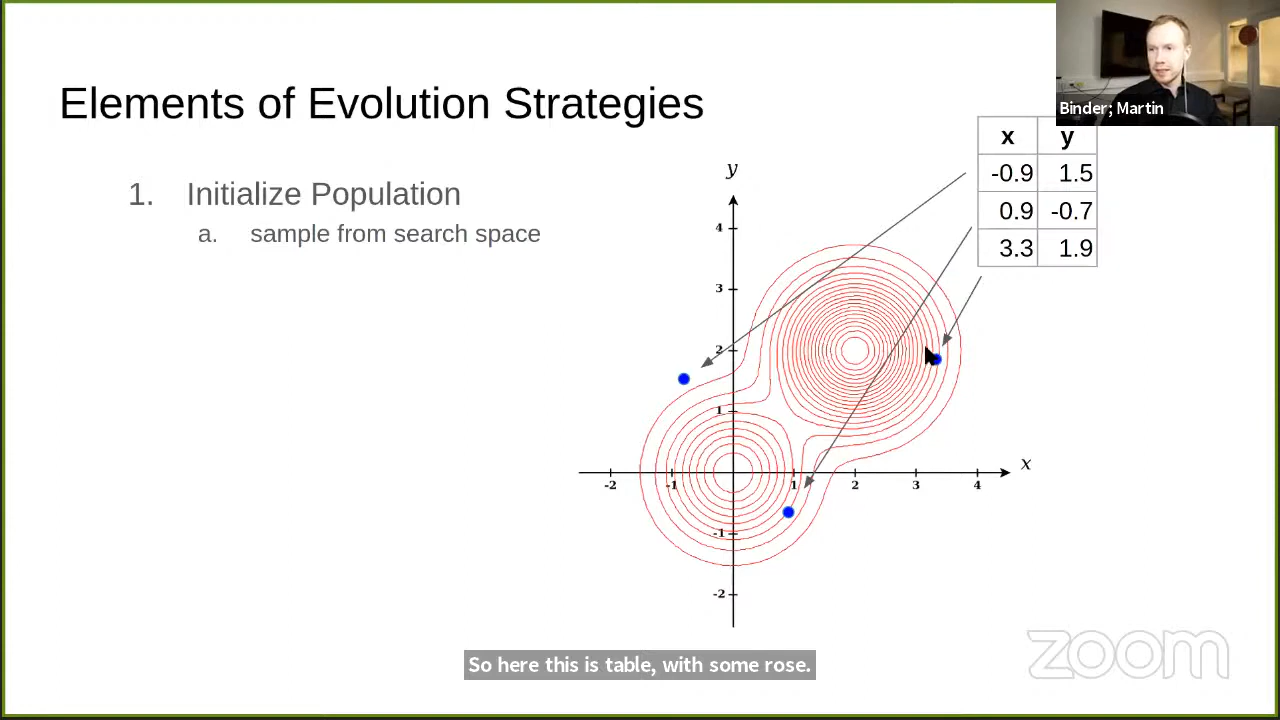 Binder; Martin
Elements of Evolution Strategies
1. Initialize Population
a. sample from search space
x y
-0.9 1.5
0.9 -0.7
3.3 1.9
y
4
3
2
1
-1
-2
-2 -1 1 2 3 4
x
So here this is table, with some rose.
zoom